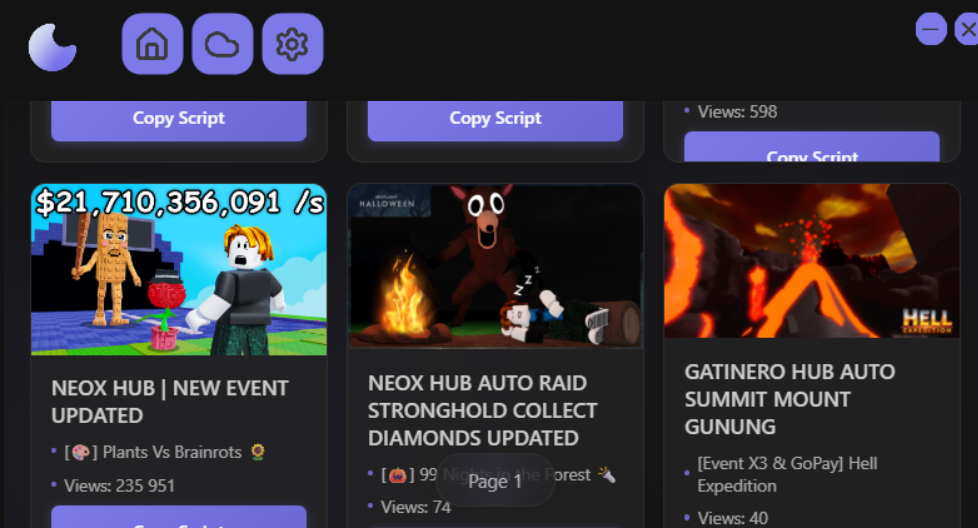 Copy Script
Copy Script
Views: 598
Copy Script
$21,710,356,091 /s
NEOX HUB | NEW EVENT
UPDATED
[🎨] Plants Vs Brainrots 🌻
Views: 235 951
HALLOWEEN
Z Z Z
NEOX HUB AUTO RAID
STRONGHOLD COLLECT
DIAMONDS UPDATED
[🎃] 99 Nights in the Forest 🔦
Views: 74
HELL
EXPEDITION
GATINERO HUB AUTO
SUMMIT MOUNT
GUNUNG
[Event X3 & GoPay] Hell
Expedition
Views: 40
Page 1